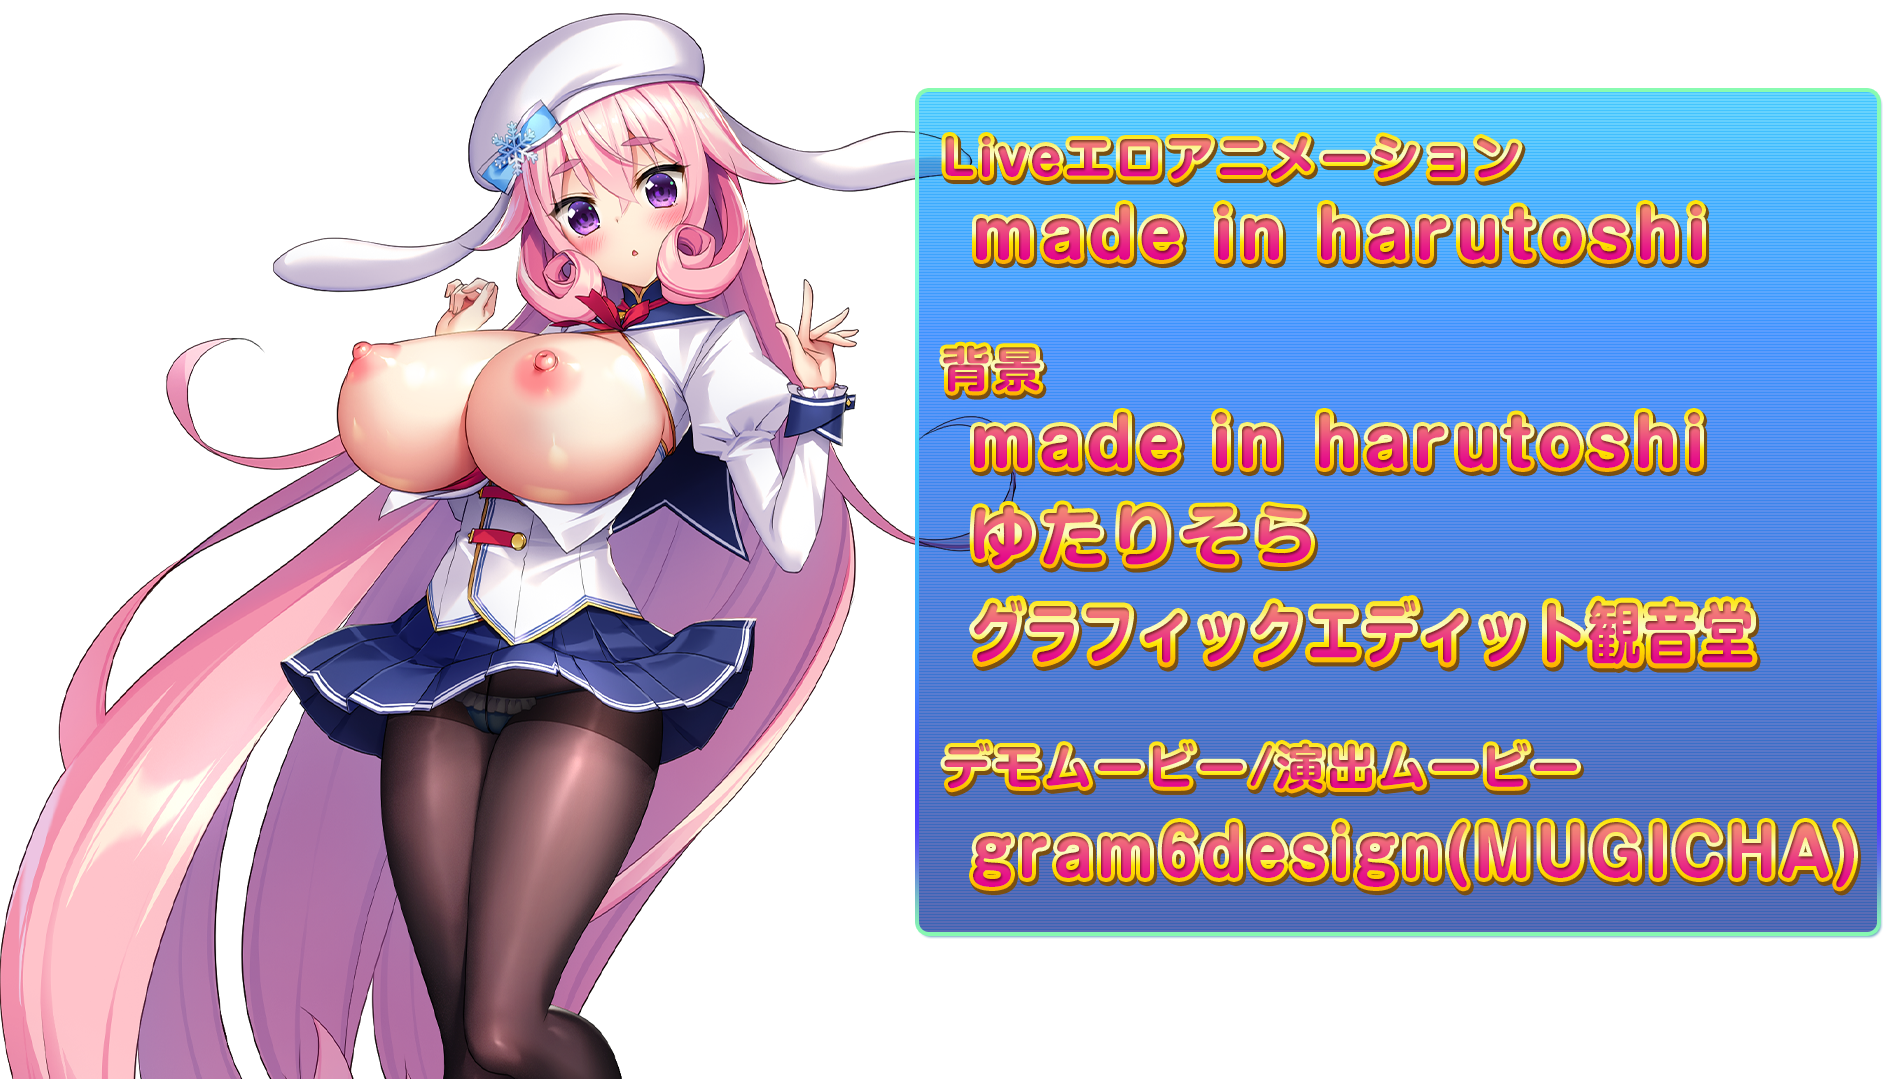 Liveエロアニメーション
made in harutoshi
背景
made in harutoshi
ゆたりそら
グラフィックエディット観音堂
デモムービー/演出ムービー
gram6design(MUGICHA)